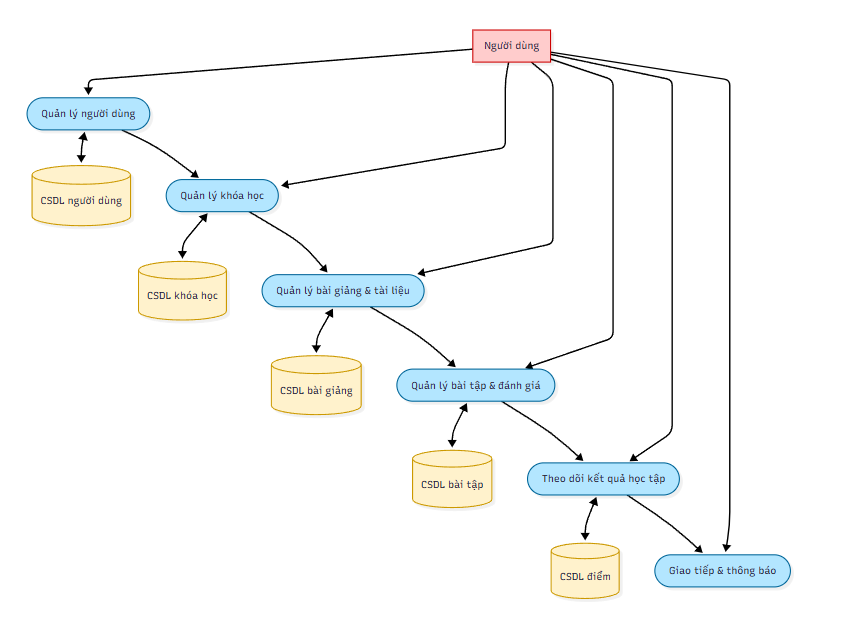 Người dùng
Quản lý người dùng
CSDL người dùng
Quản lý khóa học
CSDL khóa học
Quản lý bài giảng & tài liệu
CSDL bài giảng
Quản lý bài tập & đánh giá
CSDL bài tập
Theo dõi kết quả học tập
CSDL điểm
Giao tiếp & thông báo